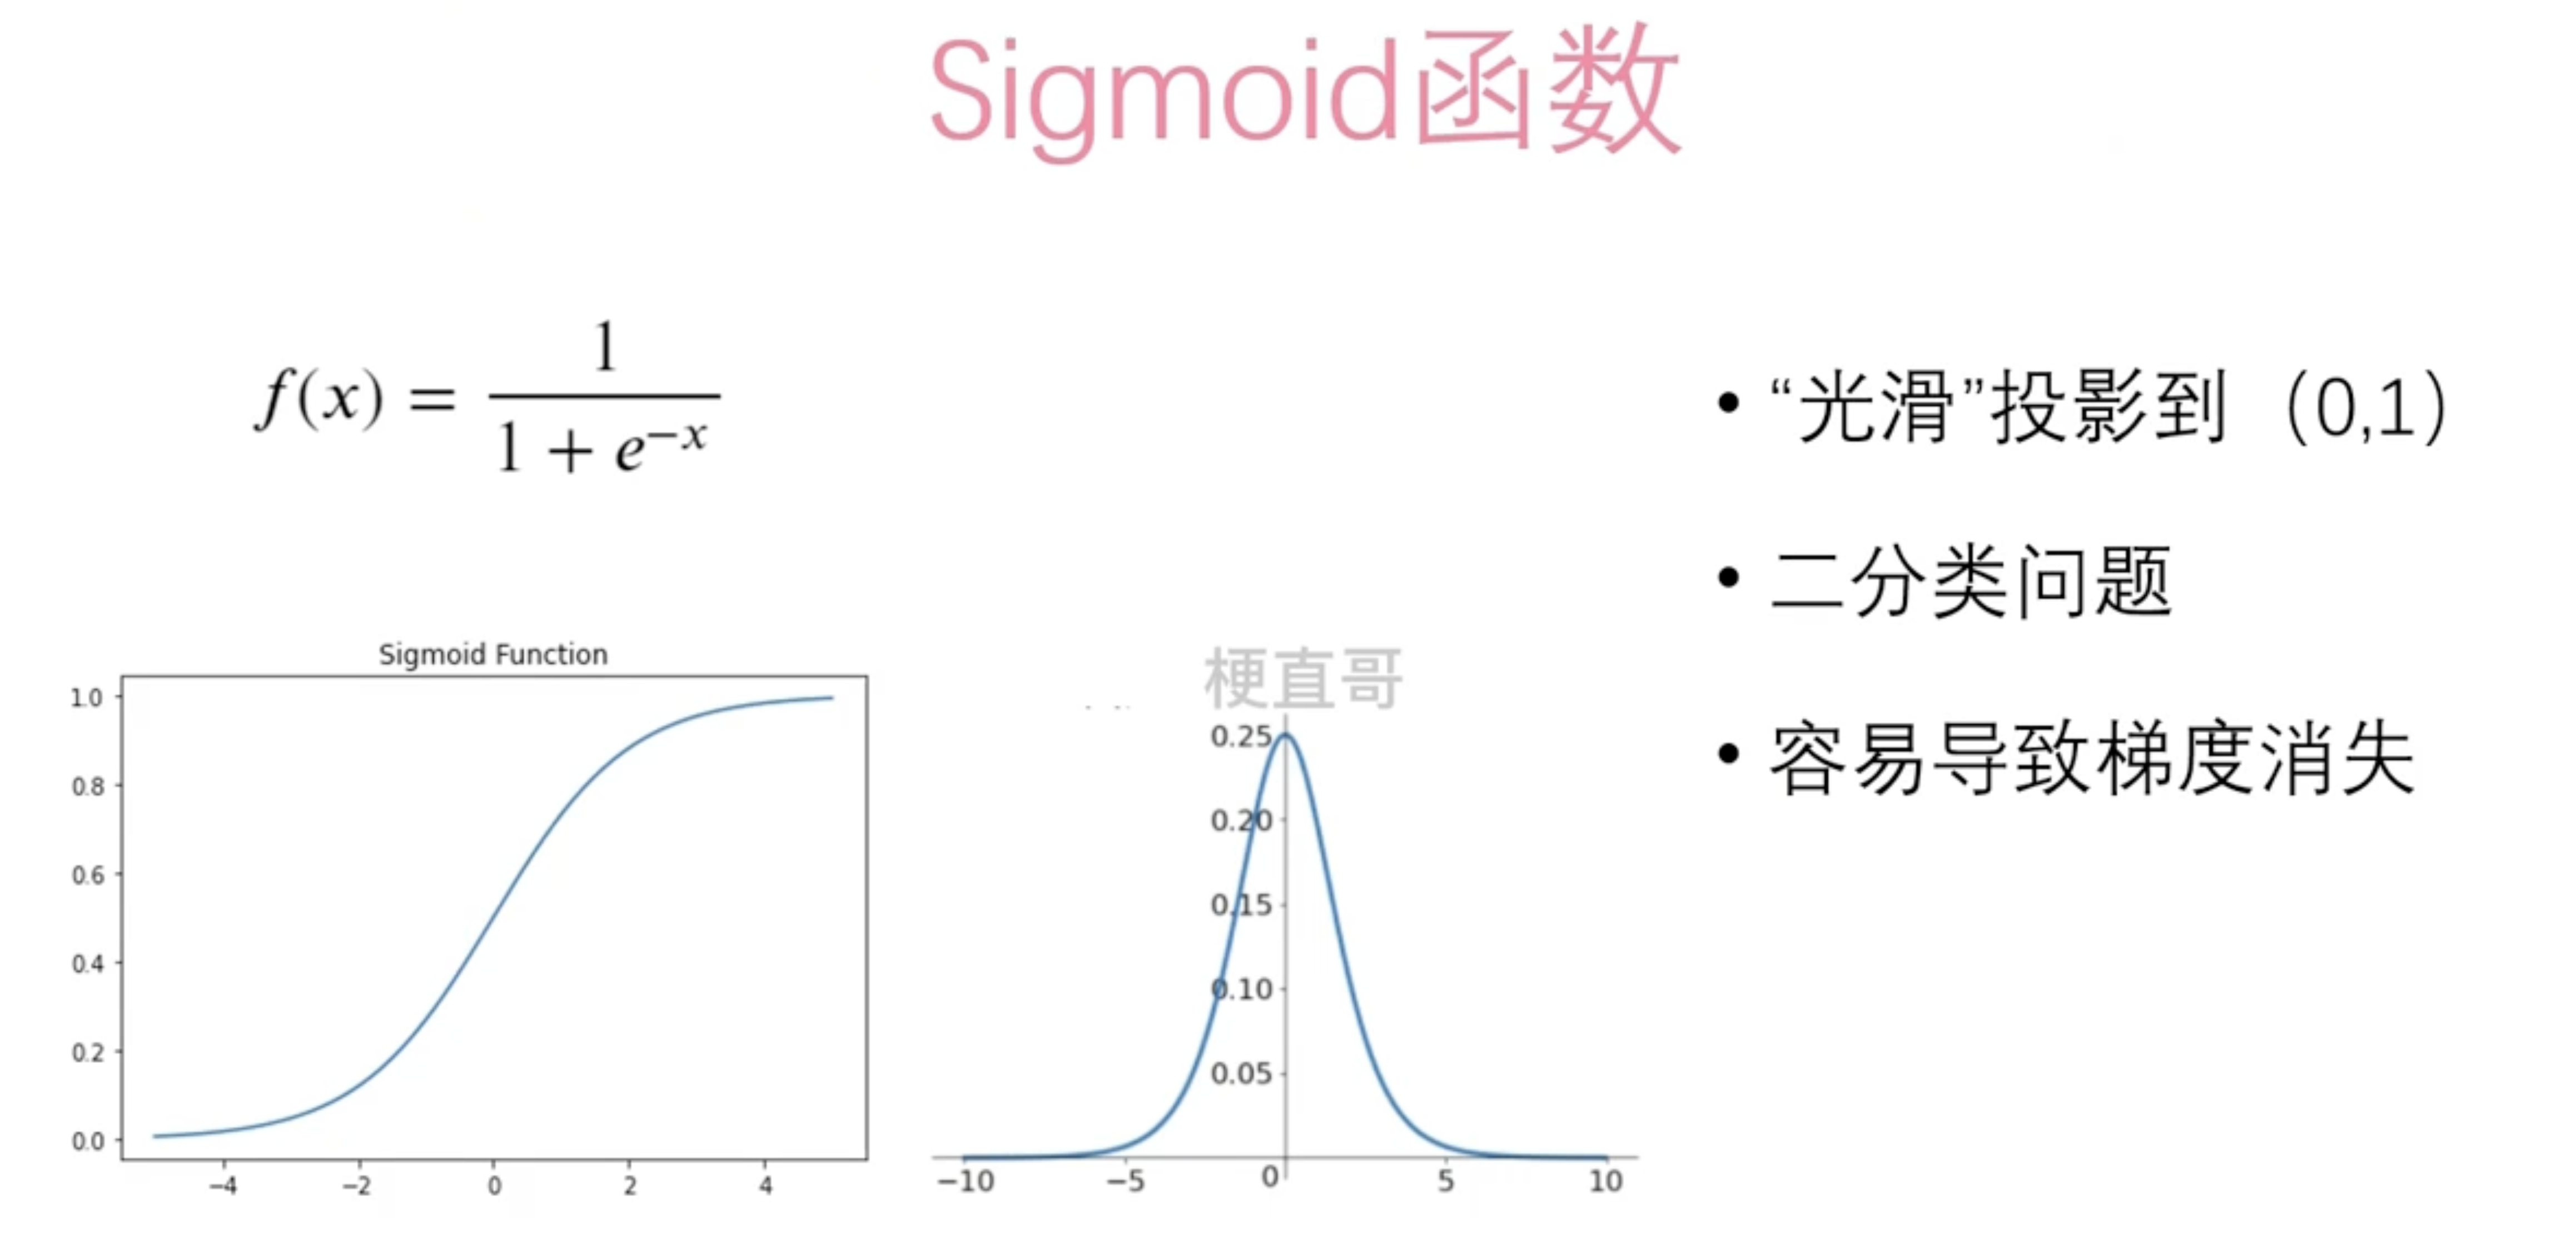 Sigmoid函数
f(x) = 1 / (1 + e^{-x})
• “光滑”投影到（0,1）
• 二分类问题
• 容易导致梯度消失
Sigmoid Function
1.0
0.8
0.6
0.4
0.2
0.0
−4 −2 0 2 4
梗直哥
0.25
0.20
0.15
0.10
0.05
−10 −5 0 5 10